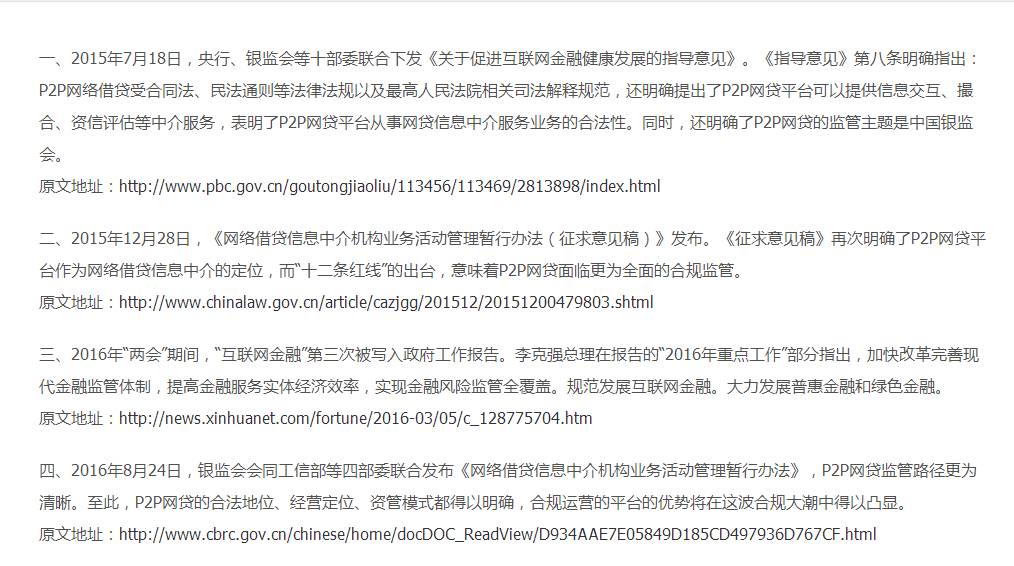 一、2015年7月18日，央行、银监会等十部委联合下发《关于促进互联网金融健康发展的指导意见》。《指导意见》第八条明确指出：
P2P网络借贷受合同法、民法通则等法律法规以及最高人民法院相关司法解释规范，还明确提出了P2P网贷平台可以提供信息交互、撮
合、资信评估等中介服务，表明了P2P网贷平台从事网贷信息中介服务业务的合法性。同时，还明确了P2P网贷的监管主题是中国银监
会。
原文地址：http://www.pbc.gov.cn/goutongjiaoliu/113456/113469/2813898/index.html
二、2015年12月28日，《网络借贷信息中介机构业务活动管理暂行办法（征求意见稿）》发布。《征求意见稿》再次明确了P2P网贷平
台作为网络借贷信息中介的定位，而“十二条红线”的出台，意味着P2P网贷面临更为全面的合规监管。
原文地址：http://www.chinalaw.gov.cn/article/cazjgg/201512/20151200479803.shtml
三、2016年“两会”期间，“互联网金融”第三次被写入政府工作报告。李克强总理在报告的“2016年重点工作”部分指出，加快改革完善现
代金融监管体制，提高金融服务实体经济效率，实现金融风险监管全覆盖。规范发展互联网金融。大力发展普惠金融和绿色金融。
原文地址：http://news.xinhuanet.com/fortune/2016-03/05/c_128775704.htm
四、2016年8月24日，银监会会同工信部等四部委联合发布《网络借贷信息中介机构业务活动管理暂行办法》，P2P网贷监管路径更为
清晰。至此，P2P网贷的合法地位、经营定位、资管模式都得以明确，合规运营的平台的优势将在这波合规大潮中得以凸显。
原文地址：http://www.cbrc.gov.cn/chinese/home/docDOC_ReadView/D934AAE7E05849D185CD497936D767CF.html